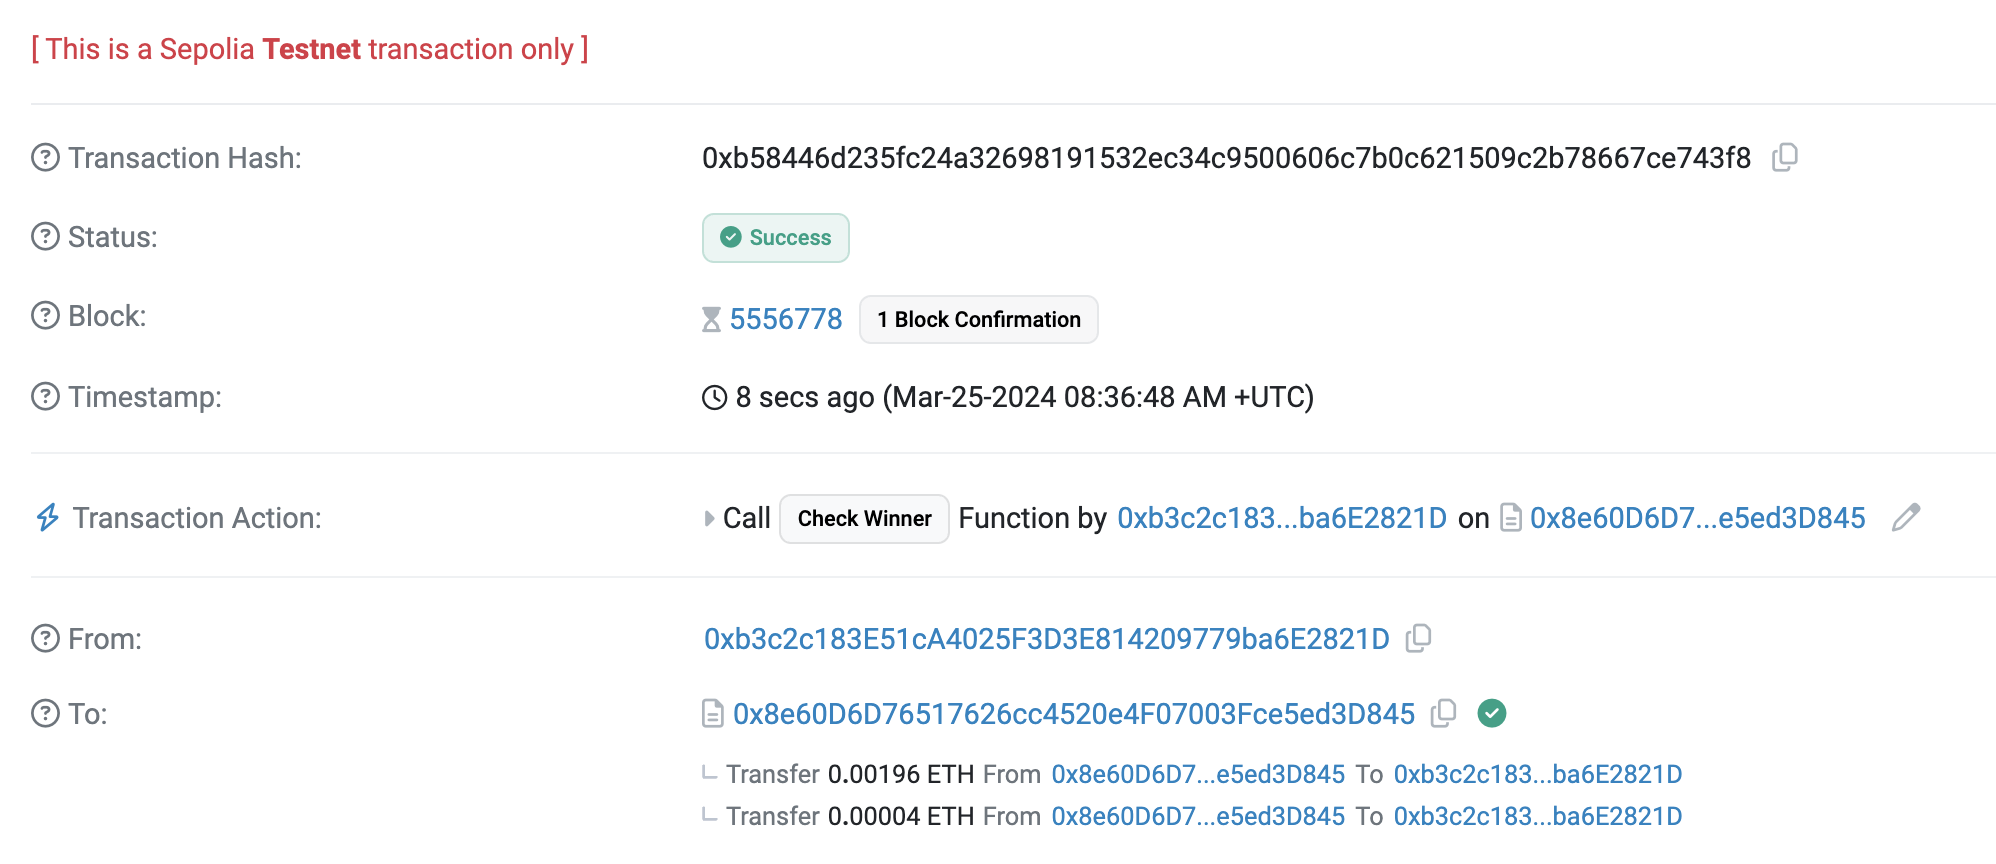 [ This is a Sepolia Testnet transaction only ]
Transaction Hash: 0xb58446d235fc24a32698191532ec34c9500606c7b0c621509c2b78667ce743f8
Status: Success
Block: 5556778 1 Block Confirmation
Timestamp: 8 secs ago (Mar-25-2024 08:36:48 AM +UTC)
Transaction Action: Call Check Winner Function by 0xb3c2c183...ba6E2821D on 0x8e60D6D7...e5ed3D845
From: 0xb3c2c183E51cA4025F3D3E814209779ba6E2821D
To: 0x8e60D6D76517626cc4520e4F07003Fce5ed3D845
Transfer 0.00196 ETH From 0x8e60D6D7...e5ed3D845 To 0xb3c2c183...ba6E2821D
Transfer 0.00004 ETH From 0x8e60D6D7...e5ed3D845 To 0xb3c2c183...ba6E2821D